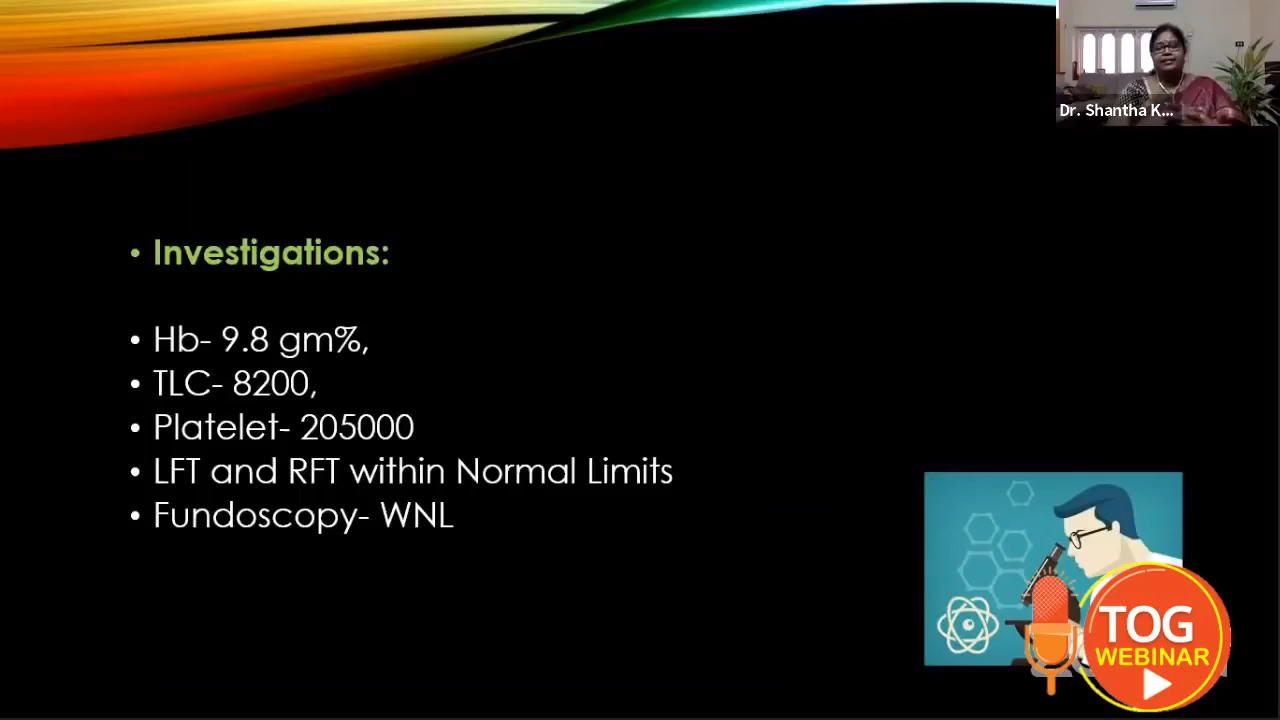 Dr. Shantha K...
• Investigations:
• Hb- 9.8 gm%,
• TLC- 8200,
• Platelet- 205000
• LFT and RFT within Normal Limits
• Fundoscopy- WNL
TOG
WEBINAR